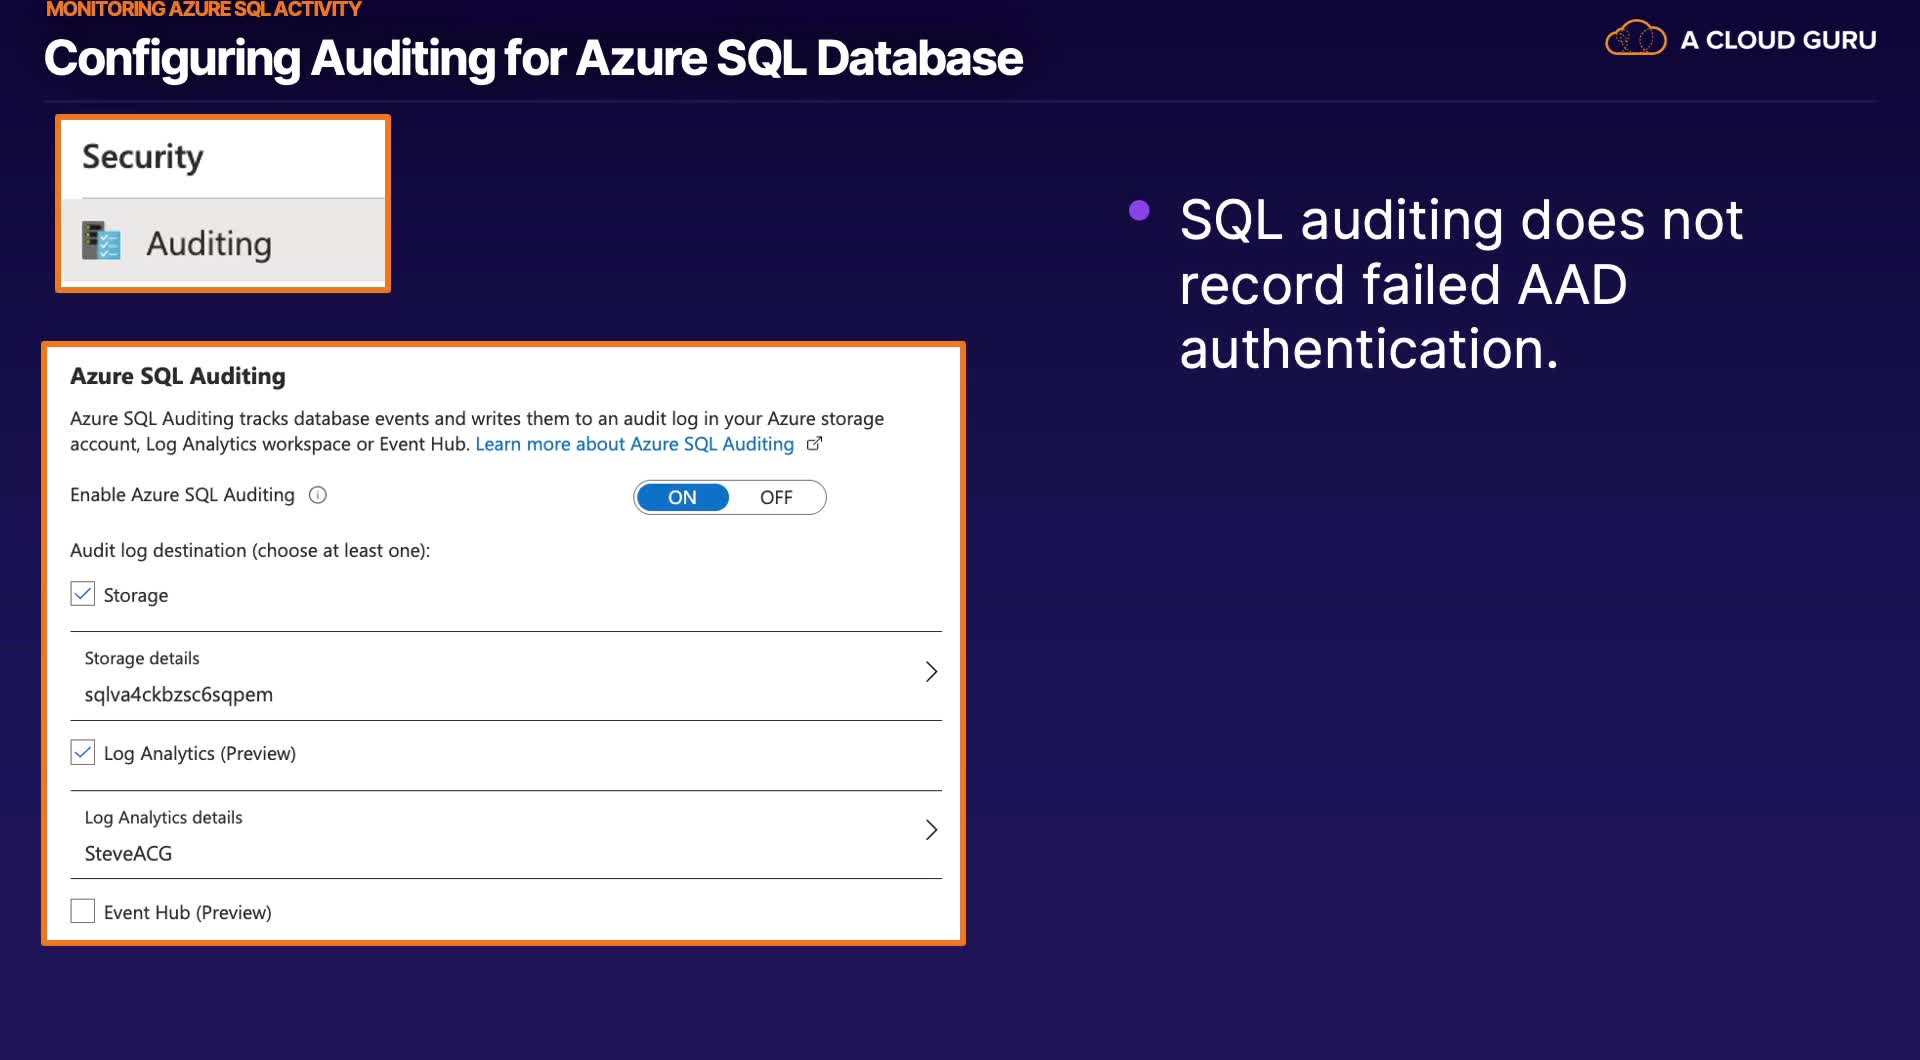 MONITORING AZURE SQL ACTIVITY
Configuring Auditing for Azure SQL Database
A CLOUD GURU
Security
Auditing
SQL auditing does not
record failed AAD
authentication.
Azure SQL Auditing
Azure SQL Auditing tracks database events and writes them to an audit log in your Azure storage
account, Log Analytics workspace or Event Hub. Learn more about Azure SQL Auditing
Enable Azure SQL Auditing
ON OFF
Audit log destination (choose at least one):
Storage
Storage details
sqlva4ckbzsc6sqpem
Log Analytics (Preview)
Log Analytics details
SteveACG
Event Hub (Preview)